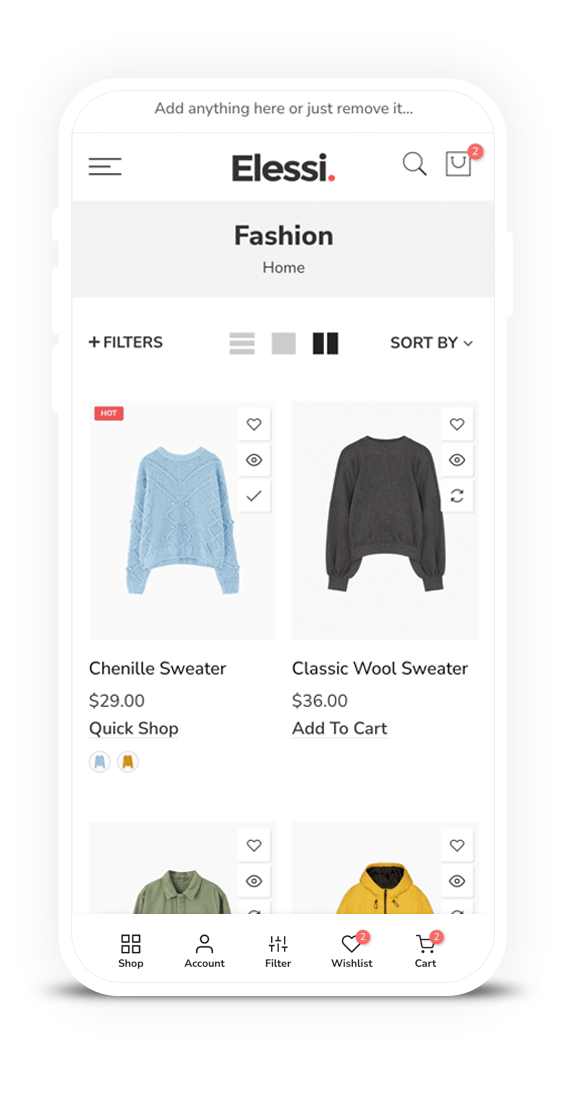 Add anything here or just remove it...
Elessi.
2
Fashion
Home
+ FILTERS
SORT BY
HOT
Chenille Sweater
Classic Wool Sweater
$29.00
$36.00
Quick Shop
Add To Cart
2
2
Shop
Account
Filter
Wishlist
Cart